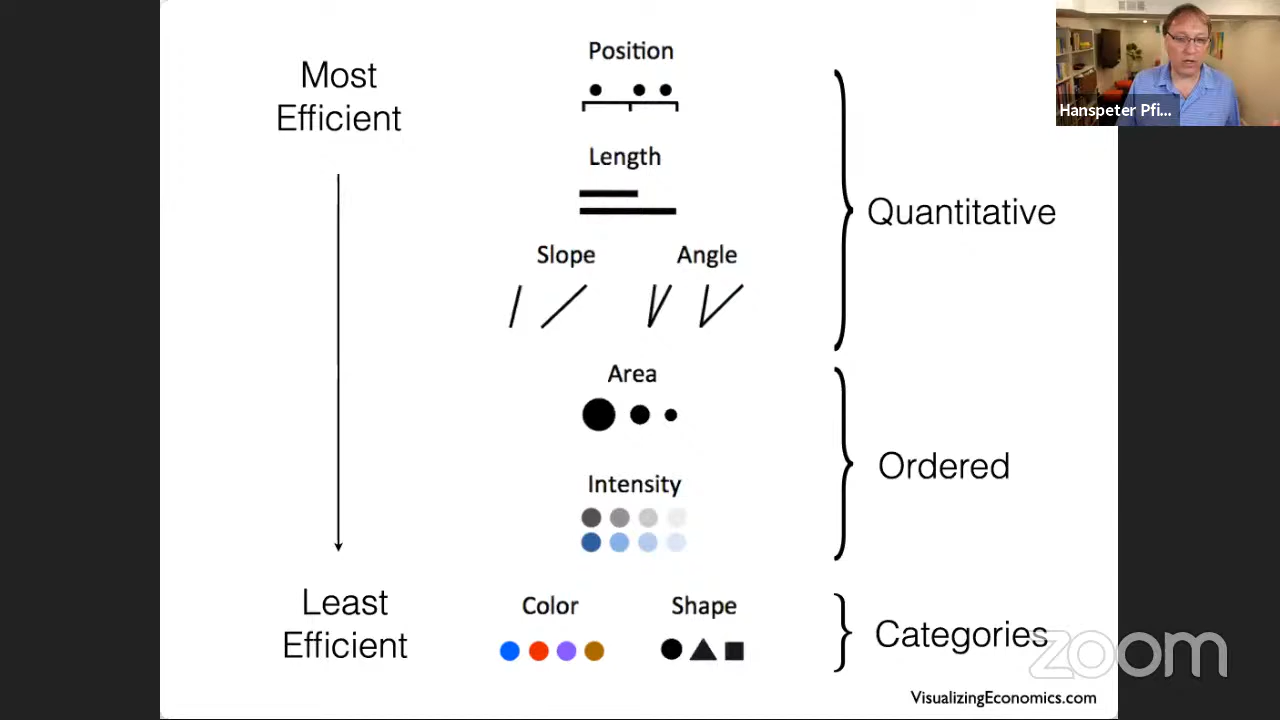 Most
Efficient
Position
Length
Slope
Angle
Quantitative
Area
Intensity
Ordered
Least
Efficient
Color
Shape
Categories
VisualizingEconomics.com
Hanspeter Pfi...
zoom